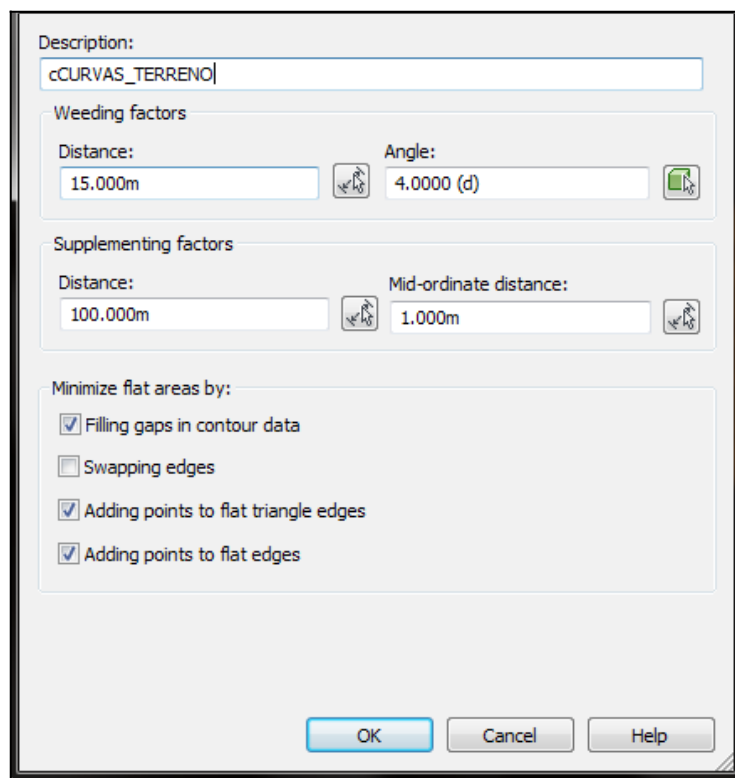 Description:
cCURVAS_TERRENO
Weeding factors
Distance: Angle:
15.000m 4.0000 (d)
Supplementing factors
Distance: Mid-ordinate distance:
100.000m 1.000m
Minimize flat areas by:
Filling gaps in contour data
Swapping edges
Adding points to flat triangle edges
Adding points to flat edges
OK Cancel Help